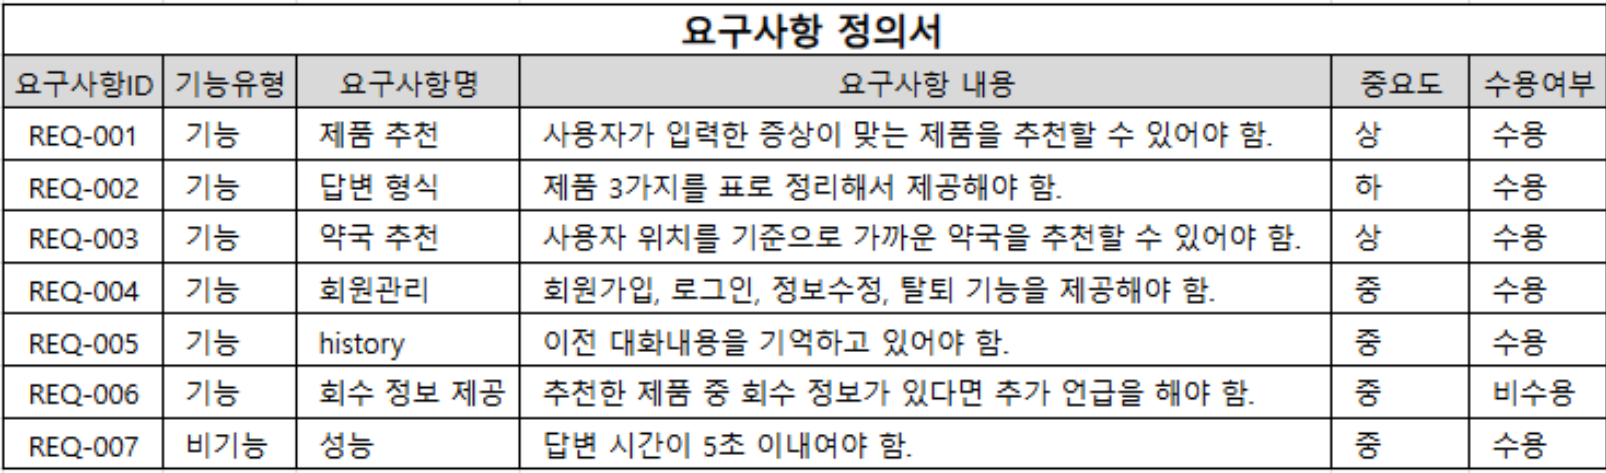 요구사항 정의서
요구사항ID 기능유형 요구사항명 요구사항 내용 중요도 수용여부
REQ-001 기능 제품 추천 사용자가 입력한 증상이 맞는 제품을 추천할 수 있어야 함. 상 수용
REQ-002 기능 답변 형식 제품 3가지를 표로 정리해서 제공해야 함. 하 수용
REQ-003 기능 약국 추천 사용자 위치를 기준으로 가까운 약국을 추천할 수 있어야 함. 상 수용
REQ-004 기능 회원관리 회원가입, 로그인, 정보수정, 탈퇴 기능을 제공해야 함. 중 수용
REQ-005 기능 history 이전 대화내용을 기억하고 있어야 함. 중 수용
REQ-006 기능 회수 정보 제공 추천한 제품 중 회수 정보가 있다면 추가 언급을 해야 함. 중 비수용
REQ-007 비기능 성능 답변 시간이 5초 이내여야 함. 중 수용